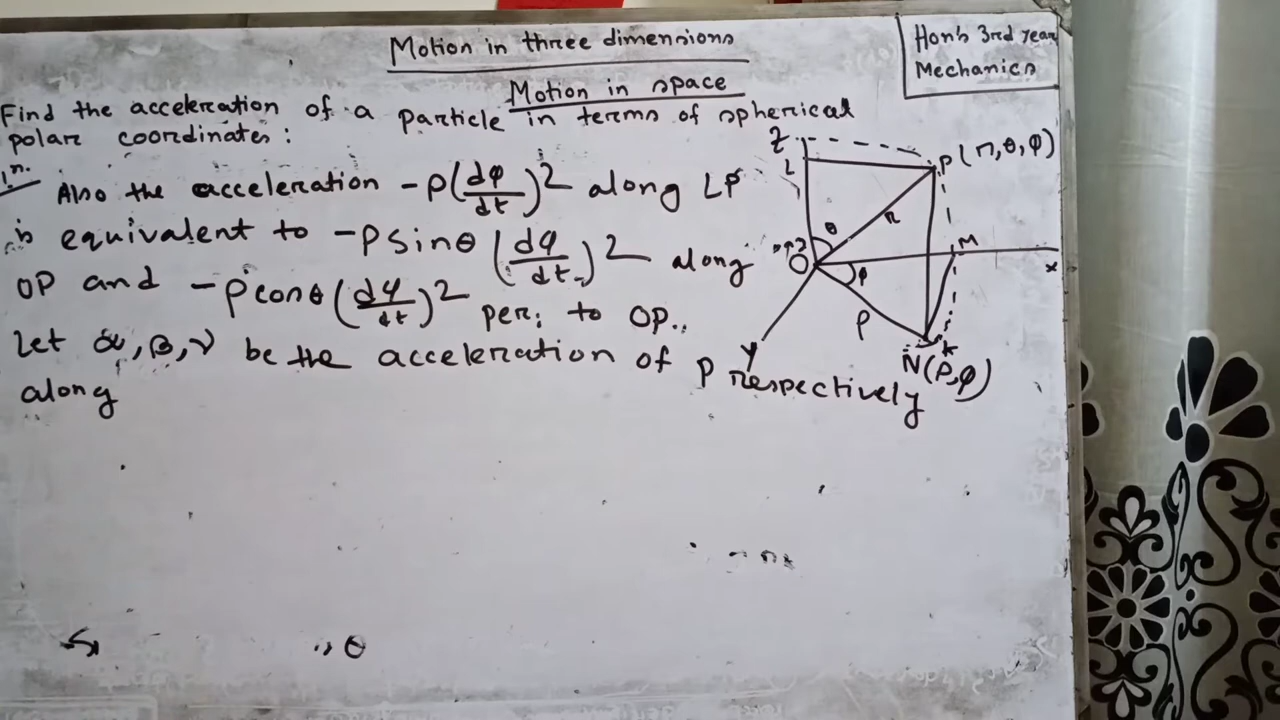 Motion in three dimensions
Hon's 3rd year
Mechanics
Motion in space
Find the acceleration of a particle in terms of spherical
polar coordinates:
Also the acceleration -ρ(dφ/dt)2 along LP
is equivalent to -ρ sinθ (dφ/dt)2 along
OP and -ρ cosθ (dφ/dt)2 per: to OP..
Let α, β, γ be the acceleration of P respectively
along
Z
L
P(r, θ, φ)
θ
r
O
φ
M
x
ρ
y
N(ρ, φ)
θ